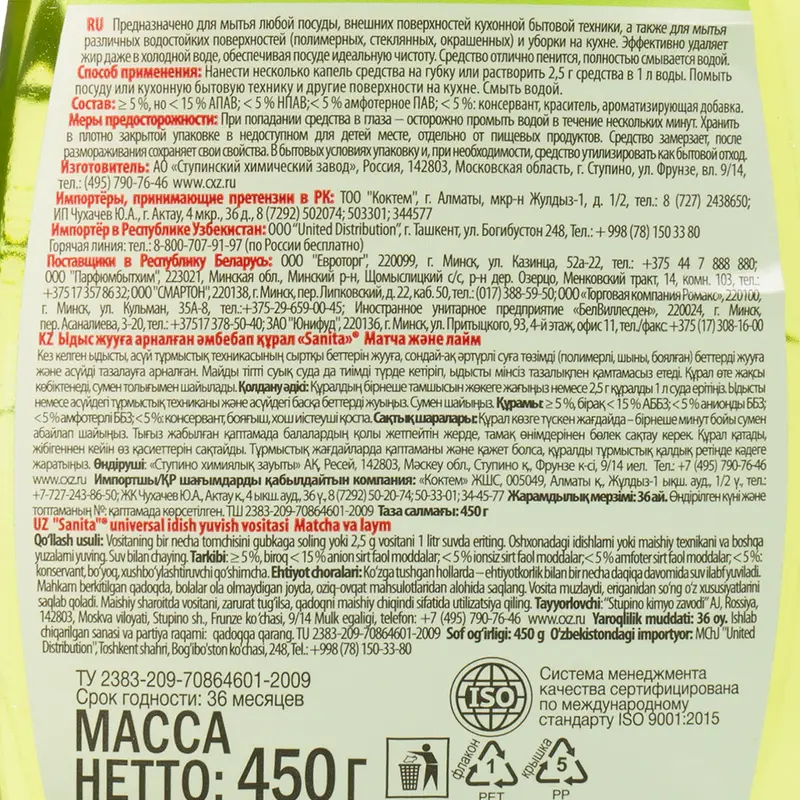 RU Предназначено для мытья любой посуды, внешних поверхностей кухонной бытовой техники, а также для мытья
различных водостойких поверхностей (полимерных, стеклянных, окрашенных) и уборки на кухне. Эффективно удаляет
жир даже в холодной воде, обеспечивая посуде идеальную чистоту. Средство отлично пенится, полностью смывается водой.
Способ применения: Нанести несколько капель средства на губку или растворить 2,5 г средства в 1 л воды. Помыть
посуду или кухонную бытовую технику и другие поверхности на кухне. Смыть водой.
Состав: ≥ 5 %, но < 15 % АПАВ; < 5 % НПАВ; < 5 % амфотерное ПАВ; < 5 %: консервант, краситель, ароматизирующая добавка.
Меры предосторожности: При попадании средства в глаза – осторожно промыть водой в течение нескольких минут. Хранить
в плотно закрытой упаковке в недоступном для детей месте, отдельно от пищевых продуктов. Средство замерзает, после
размораживания сохраняет свои свойства. В бытовых условиях упаковку и, при необходимости, средство утилизировать как бытовой отход.
Изготовитель: АО «Ступинский химический завод», Россия, 142803, Московская область, г. Ступино, ул. Фрунзе, вл. 9/14,
тел.: (495) 790-76-46 www.cxz.ru
Импортёры, принимающие претензии в РК: ТОО "Коктем", г. Алматы, мкр-н Жулдыз-1, д. 1/2, тел.: 8 (727) 2438650;
ИП Чухачев Ю.А., г. Актау, 4 мкр., 36 д., 8 (7292) 502074; 503301; 344577
Импортёр в Республике Узбекистан: ООО "United Distribution", г. Ташкент, ул. Богибустон 248, Тел.: + 998 (78) 150 33 80
Горячая линия: тел.: 8-800-707-91-97 (по России бесплатно)
Поставщики в Республику Беларусь: ООО "Евроторг", 220099, г. Минск, ул. Казинца, 52а-22, тел.: +375 44 7 888 880;
ООО "Парфюмбытхим", 223021, Минская обл., Минский р-н, Щомыслицкий с/с, р-н дер. Озерцо, Менковский тракт, 14, комн. 103, тел.:
+375 17 357 86 32; ООО "СМАРТОН", 220138, г. Минск, пер. Липковский, д. 22, каб. 50, тел.: (017) 388-59-50; ООО «Торговая компания Ромакс», 220100,
г. Минск, ул. Кульман, 35А-8, тел.:+375-29-659-00-45; Иностранное унитарное предприятие «БелВиллесден», 220024, г. Минск,
пер. Асаналиева, 3-20, тел.: +37517 378-50-40; ЗАО "Юнифуд", 220136, г. Минск, ул. Притыцкого, 93, 4-й этаж, офис 11, тел./факс: +375 (17) 308-16-00
KZ Ыдыс жууға арналған әмбебап құрал «Sanita»® Матча және лайм
Кез келген ыдысты, асүй тұрмыстық техникасының сыртқы беттерін жууға, сондай-ақ әртүрлі суға төзімді (полимерлі, шыны, боялған) беттерді жууға
және асүйді тазалауға арналған. Майды тіпті суық суда да тиімді түрде кетіріп, ыдысты мінсіз тазалықпен қамтамасыз етеді. Құрал өте жақсы
көбіктенеді, сумен толығымен шайылады. Қолдану әдісі: Құралдың бірнеше тамшысын жөкеге жағыңыз немесе 2,5 г құралды 1 л суда ерітіңіз. Ыдысты
немесе асүйдегі тұрмыстық техниканы және асүйдегі басқа беттерді жуыңыз. Сумен шайыңыз. Құрамы: ≥ 5 %, бірақ < 15 % АББЗ; < 5 % анионды ББЗ;
< 5 % амфотерлі ББЗ; < 5 %: консервант, бояғыш, хош иістеуіші қоспа. Сақтық шаралары: Құрал көзге түскен жағдайда – бірнеше минут бойы сумен
абайлап шайыңыз. Тығыз жабылған қаптамада балалардың қолы жетпейтін жерде, тамақ өнімдерінен бөлек сақтау керек. Құрал қатады,
жібігеннен кейін өз қасиеттерін сақтайды. Тұрмыстық жағдайларда қаптаманы және қажет болса, құралды тұрмыстық қалдық ретінде кәдеге
жаратыңыз. Өндіруші: «Ступино химиялық зауыты» АҚ, Ресей, 142803, Мәскеу обл., Ступино қ., Фрунзе к-сі, 9/14 иел. Тел.: +7 (495) 790-76-46
www.cxz.ru Импортшы/ҚР шағымдарды қабылдайтын компания: «Коктем» ЖШС, 005049, Алматы қ., Жұлдыз-1 ықш. ауд., 1/2 ү., тел.:
+7-727-243-86-50; ЖК Чухачев Ю.А., Актау қ., 4 ықш. ауд., 36 ү., 8 (7292) 50-20-74; 50-33-01; 34-45-77 Жарамдылық мерзімі: 36 ай. Өндірілген күні және
топтаманың №: қаптамада көрсетілген. ТШ 2383-209-70864601-2009 Таза салмағы: 450 г
UZ "Sanita"® universal idish yuvish vositasi Matcha va laym
Qo'llash usuli: Vositaning bir necha tomchisini gubkaga soling yoki 2,5 g vositani 1 litr suvda eriting. Oshxonadagi idishlarni yoki maishiy texnikani va boshqa
yuzalarni yuving. Suv bilan chaying. Tarkibi: ≥ 5 %, biroq < 15 % anion sirt faol moddalar; < 5 % ionsiz sirt faol moddalar; < 5 % amfoter sirt faol moddalar; < 5 %:
konservant, bo'yoq, xushbo'ylashtiruvchi qo'shimcha. Ehtiyot choralari: Ko'zga tushgan hollarda – ehtiyotkorlik bilan bir necha daqiqa davomida suv ilabf yuviladi.
Mahkam berkitilgan qadoqda, bolalar ola olmaydigan joyda, oziq-ovqat mahsulotlaridan alohida saqlang. Vosita muzlaydi, eriganidan so'ng o'z xususiyatlarini
saqlab qoladi. Maishiy sharoitda vositani, zarurat tug'ilsa, qadoqni maishiy chiqindi sifatida utilizatsiya qiling. Tayyorlovchi: "Stupino kimyo zavodi" AJ, Rossiya,
142803, Moskva viloyati, Stupino sh., Frunze ko'chasi, 9/14 Mulk egaligi, telefon: +7 (495) 790-76-46 www.cxz.ru Yaroqlilik muddati: 36 oy. Ishlab
chiqarilgan sanasi va partiya raqami: qadoqqa qarang. TU 2383-209-70864601-2009 Sof og'irligi: 450 g O'zbekistondagi importyor: MChJ "United
Distribution", Toshkent shahri, Bog'ibo'ston ko'chasi, 248, Tel.: +998 (78) 150-33-80
ТУ 2383-209-70864601-2009
Срок годности: 36 месяцев
МАССА
НЕТТО: 450 г
ISO
Система менеджмента
качества сертифицирована
по международному
стандарту ISO 9001:2015
флакон
1
PET
крышка
5
PP